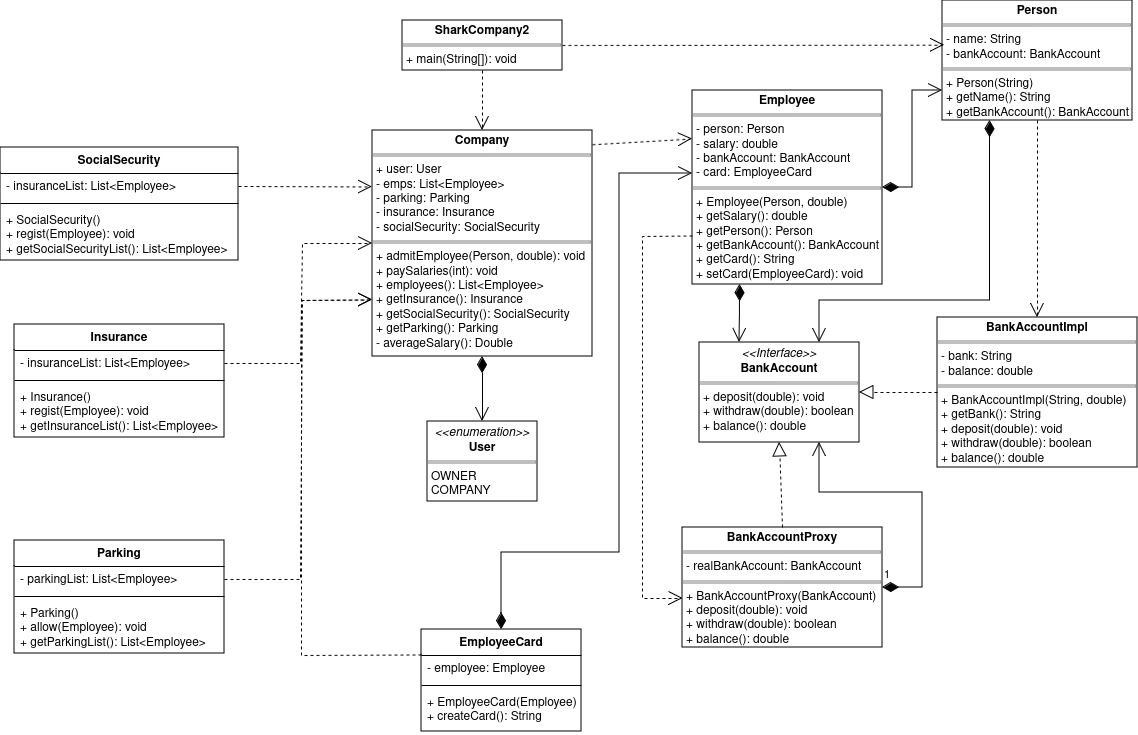 SharkCompany2
+ main(String[]): void
Person
- name: String
- bankAccount: BankAccount
+ Person(String)
+ getName(): String
+ getBankAccount(): BankAccount
Employee
- person: Person
- salary: double
- bankAccount: BankAccount
- card: EmployeeCard
+ Employee(Person, double)
+ getSalary(): double
+ getPerson(): Person
+ getBankAccount(): BankAccount
+ getCard(): String
+ setCard(EmployeeCard): void
Company
+ user: User
- emps: List<Employee>
- parking: Parking
- insurance: Insurance
- socialSecurity: SocialSecurity
+ admitEmployee(Person, double): void
+ paySalaries(int): void
+ employees(): List<Employee>
+ getInsurance(): Insurance
+ getSocialSecurity(): SocialSecurity
+ getParking(): Parking
- averageSalary(): Double
SocialSecurity
- insuranceList: List<Employee>
+ SocialSecurity()
+ regist(Employee): void
+ getSocialSecurityList(): List<Employee>
Insurance
- insuranceList: List<Employee>
+ Insurance()
+ regist(Employee): void
+ getInsuranceList(): List<Employee>
<<Interface>>
BankAccount
+ deposit(double): void
+ withdraw(double): boolean
+ balance(): double
BankAccountImpl
- bank: String
- balance: double
+ BankAccountImpl(String, double)
+ getBank(): String
+ deposit(double): void
+ withdraw(double): boolean
+ balance(): double
<<enumeration>>
User
OWNER
COMPANY
Parking
- parkingList: List<Employee>
+ Parking()
+ allow(Employee): void
+ getParkingList(): List<Employee>
BankAccountProxy
- realBankAccount: BankAccount
+ BankAccountProxy(BankAccount)
+ deposit(double): void
+ withdraw(double): boolean
+ balance(): double
1
EmployeeCard
- employee: Employee
+ EmployeeCard(Employee)
+ createCard(): String